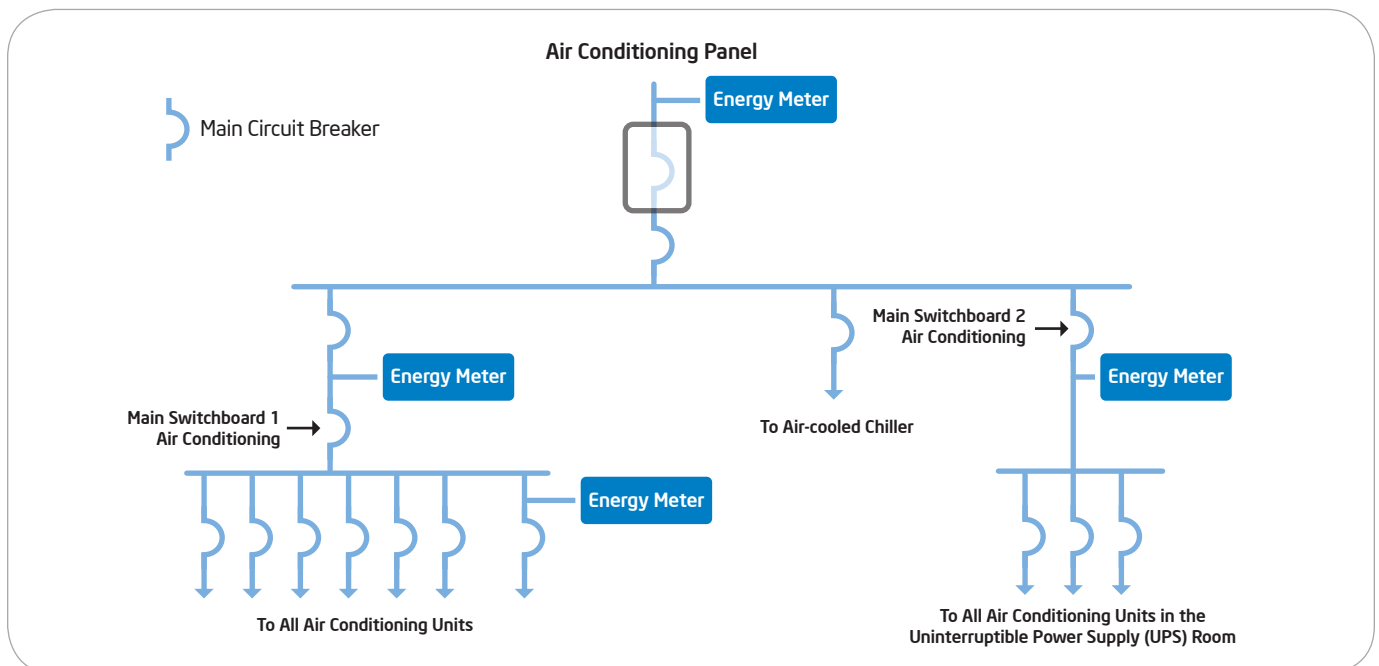 Air Conditioning Panel
Energy Meter
Main Circuit Breaker
Main Switchboard 2
Air Conditioning
Energy Meter
Energy Meter
Main Switchboard 1
Air Conditioning
To Air-cooled Chiller
Energy Meter
To All Air Conditioning Units
To All Air Conditioning Units in the
Uninterruptible Power Supply (UPS) Room